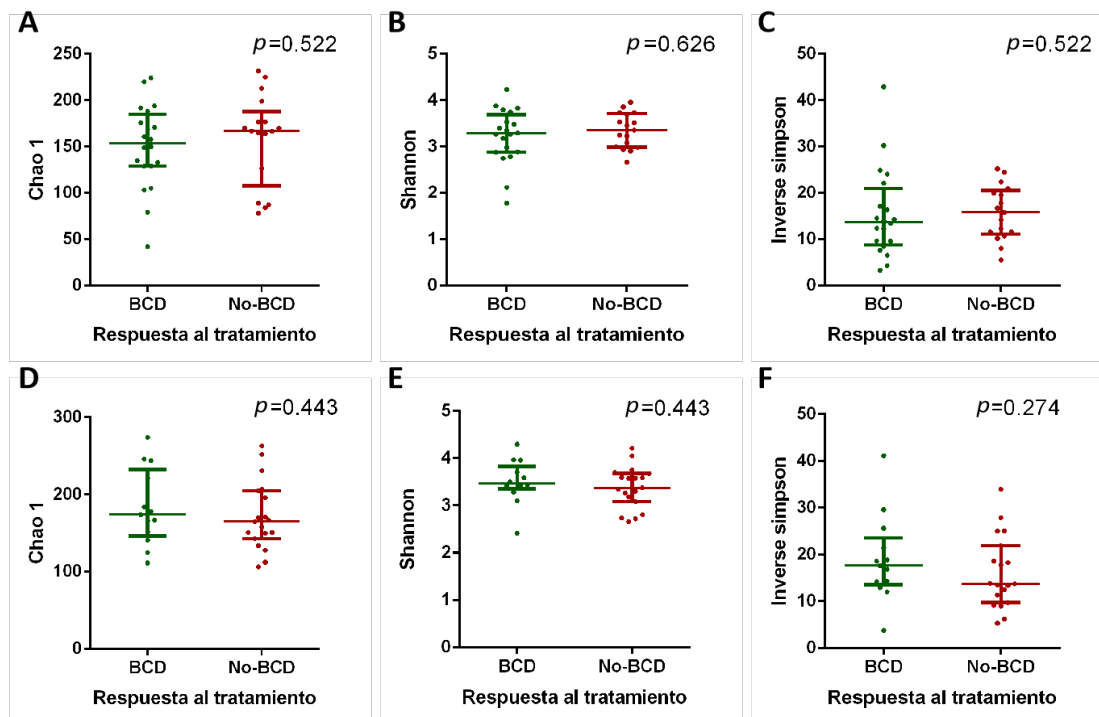 A
p=0.522
250
200
150
100
50
0
Chao 1
BCD
No-BCD
Respuesta al tratamiento
B
p=0.626
5
4
3
2
1
0
Shannon
BCD
No-BCD
Respuesta al tratamiento
C
p=0.522
50
40
30
20
10
0
Inverse simpson
BCD
No-BCD
Respuesta al tratamiento
D
p=0.443
300
200
100
0
Chao 1
BCD
No-BCD
Respuesta al tratamiento
E
p=0.443
5
4
3
2
1
0
Shannon
BCD
No-BCD
Respuesta al tratamiento
F
p=0.274
50
40
30
20
10
0
Inverse simpson
BCD
No-BCD
Respuesta al tratamiento